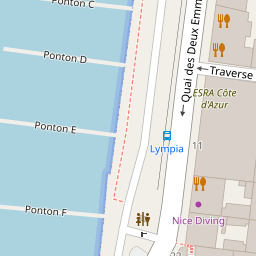 Ponton C
Ponton D
Quai des Deux Emm
Traverse
ESRA Côte
d'Azur
Ponton E
Lympia
11
Ponton F
Nice Diving